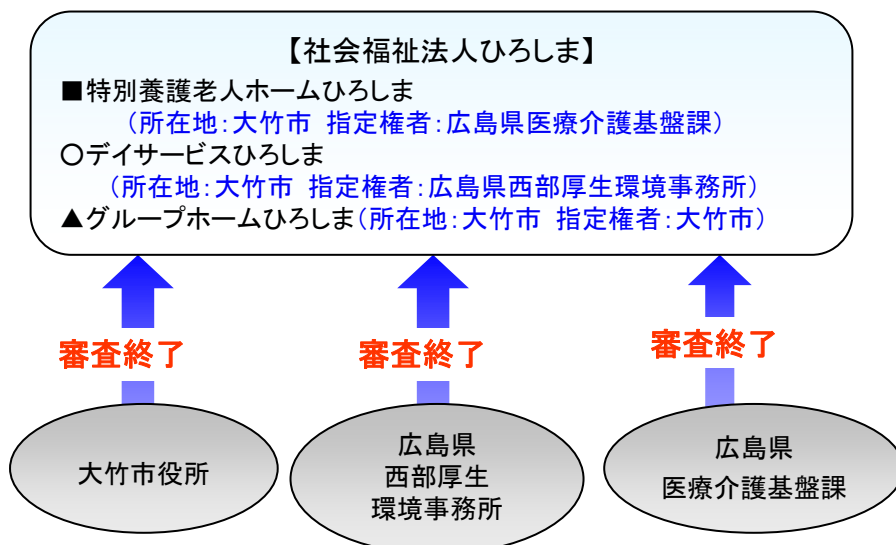 【社会福祉法人ひろしま】
■特別養護老人ホームひろしま
（所在地：大竹市 指定権者：広島県医療介護基盤課）
○デイサービスひろしま
（所在地：大竹市 指定権者：広島県西部厚生環境事務所）
▲グループホームひろしま（所在地：大竹市 指定権者：大竹市）
審査終了
審査終了
審査終了
大竹市役所
広島県
西部厚生
環境事務所
広島県
医療介護基盤課